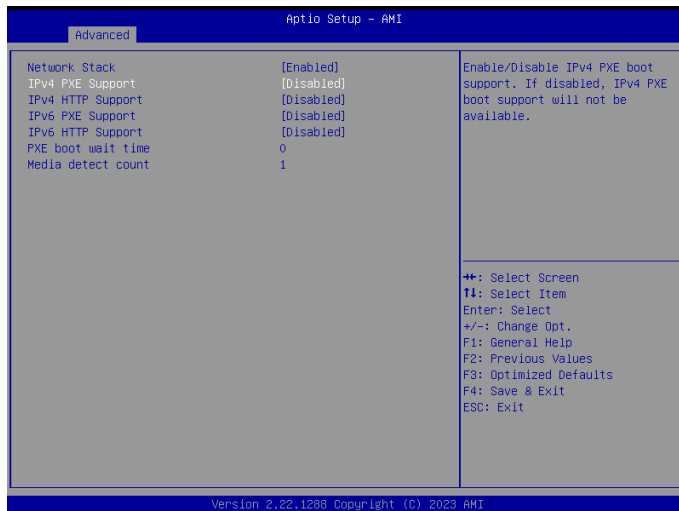 Aptio Setup – AMI
Advanced
Network Stack [Enabled]
IPv4 PXE Support [Disabled]
IPv4 HTTP Support [Disabled]
IPv6 PXE Support [Disabled]
IPv6 HTTP Support [Disabled]
PXE boot wait time 0
Media detect count 1
Enable/Disable IPv4 PXE boot
support. If disabled, IPv4 PXE
boot support will not be
available.
→←: Select Screen
↑↓: Select Item
Enter: Select
+/-: Change Opt.
F1: General Help
F2: Previous Values
F3: Optimized Defaults
F4: Save & Exit
ESC: Exit
Version 2.22.1288 Copyright (C) 2023 AMI